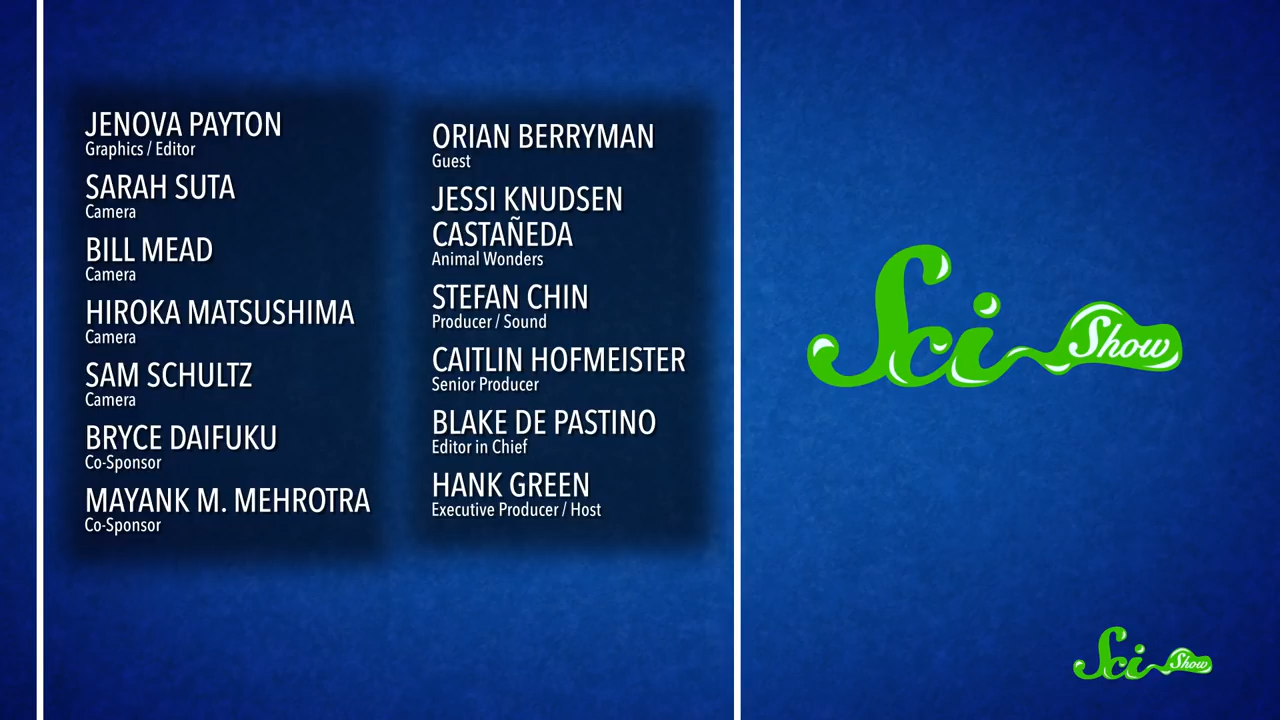 JENOVA PAYTON
Graphics / Editor
SARAH SUTA
Camera
BILL MEAD
Camera
HIROKA MATSUSHIMA
Camera
SAM SCHULTZ
Camera
BRYCE DAIFUKU
Co-Sponsor
MAYANK M. MEHROTRA
Co-Sponsor
ORIAN BERRYMAN
Guest
JESSI KNUDSEN
CASTAÑEDA
Animal Wonders
STEFAN CHIN
Producer / Sound
CAITLIN HOFMEISTER
Senior Producer
BLAKE DE PASTINO
Editor in Chief
HANK GREEN
Executive Producer / Host
Sci Show
Sci Show